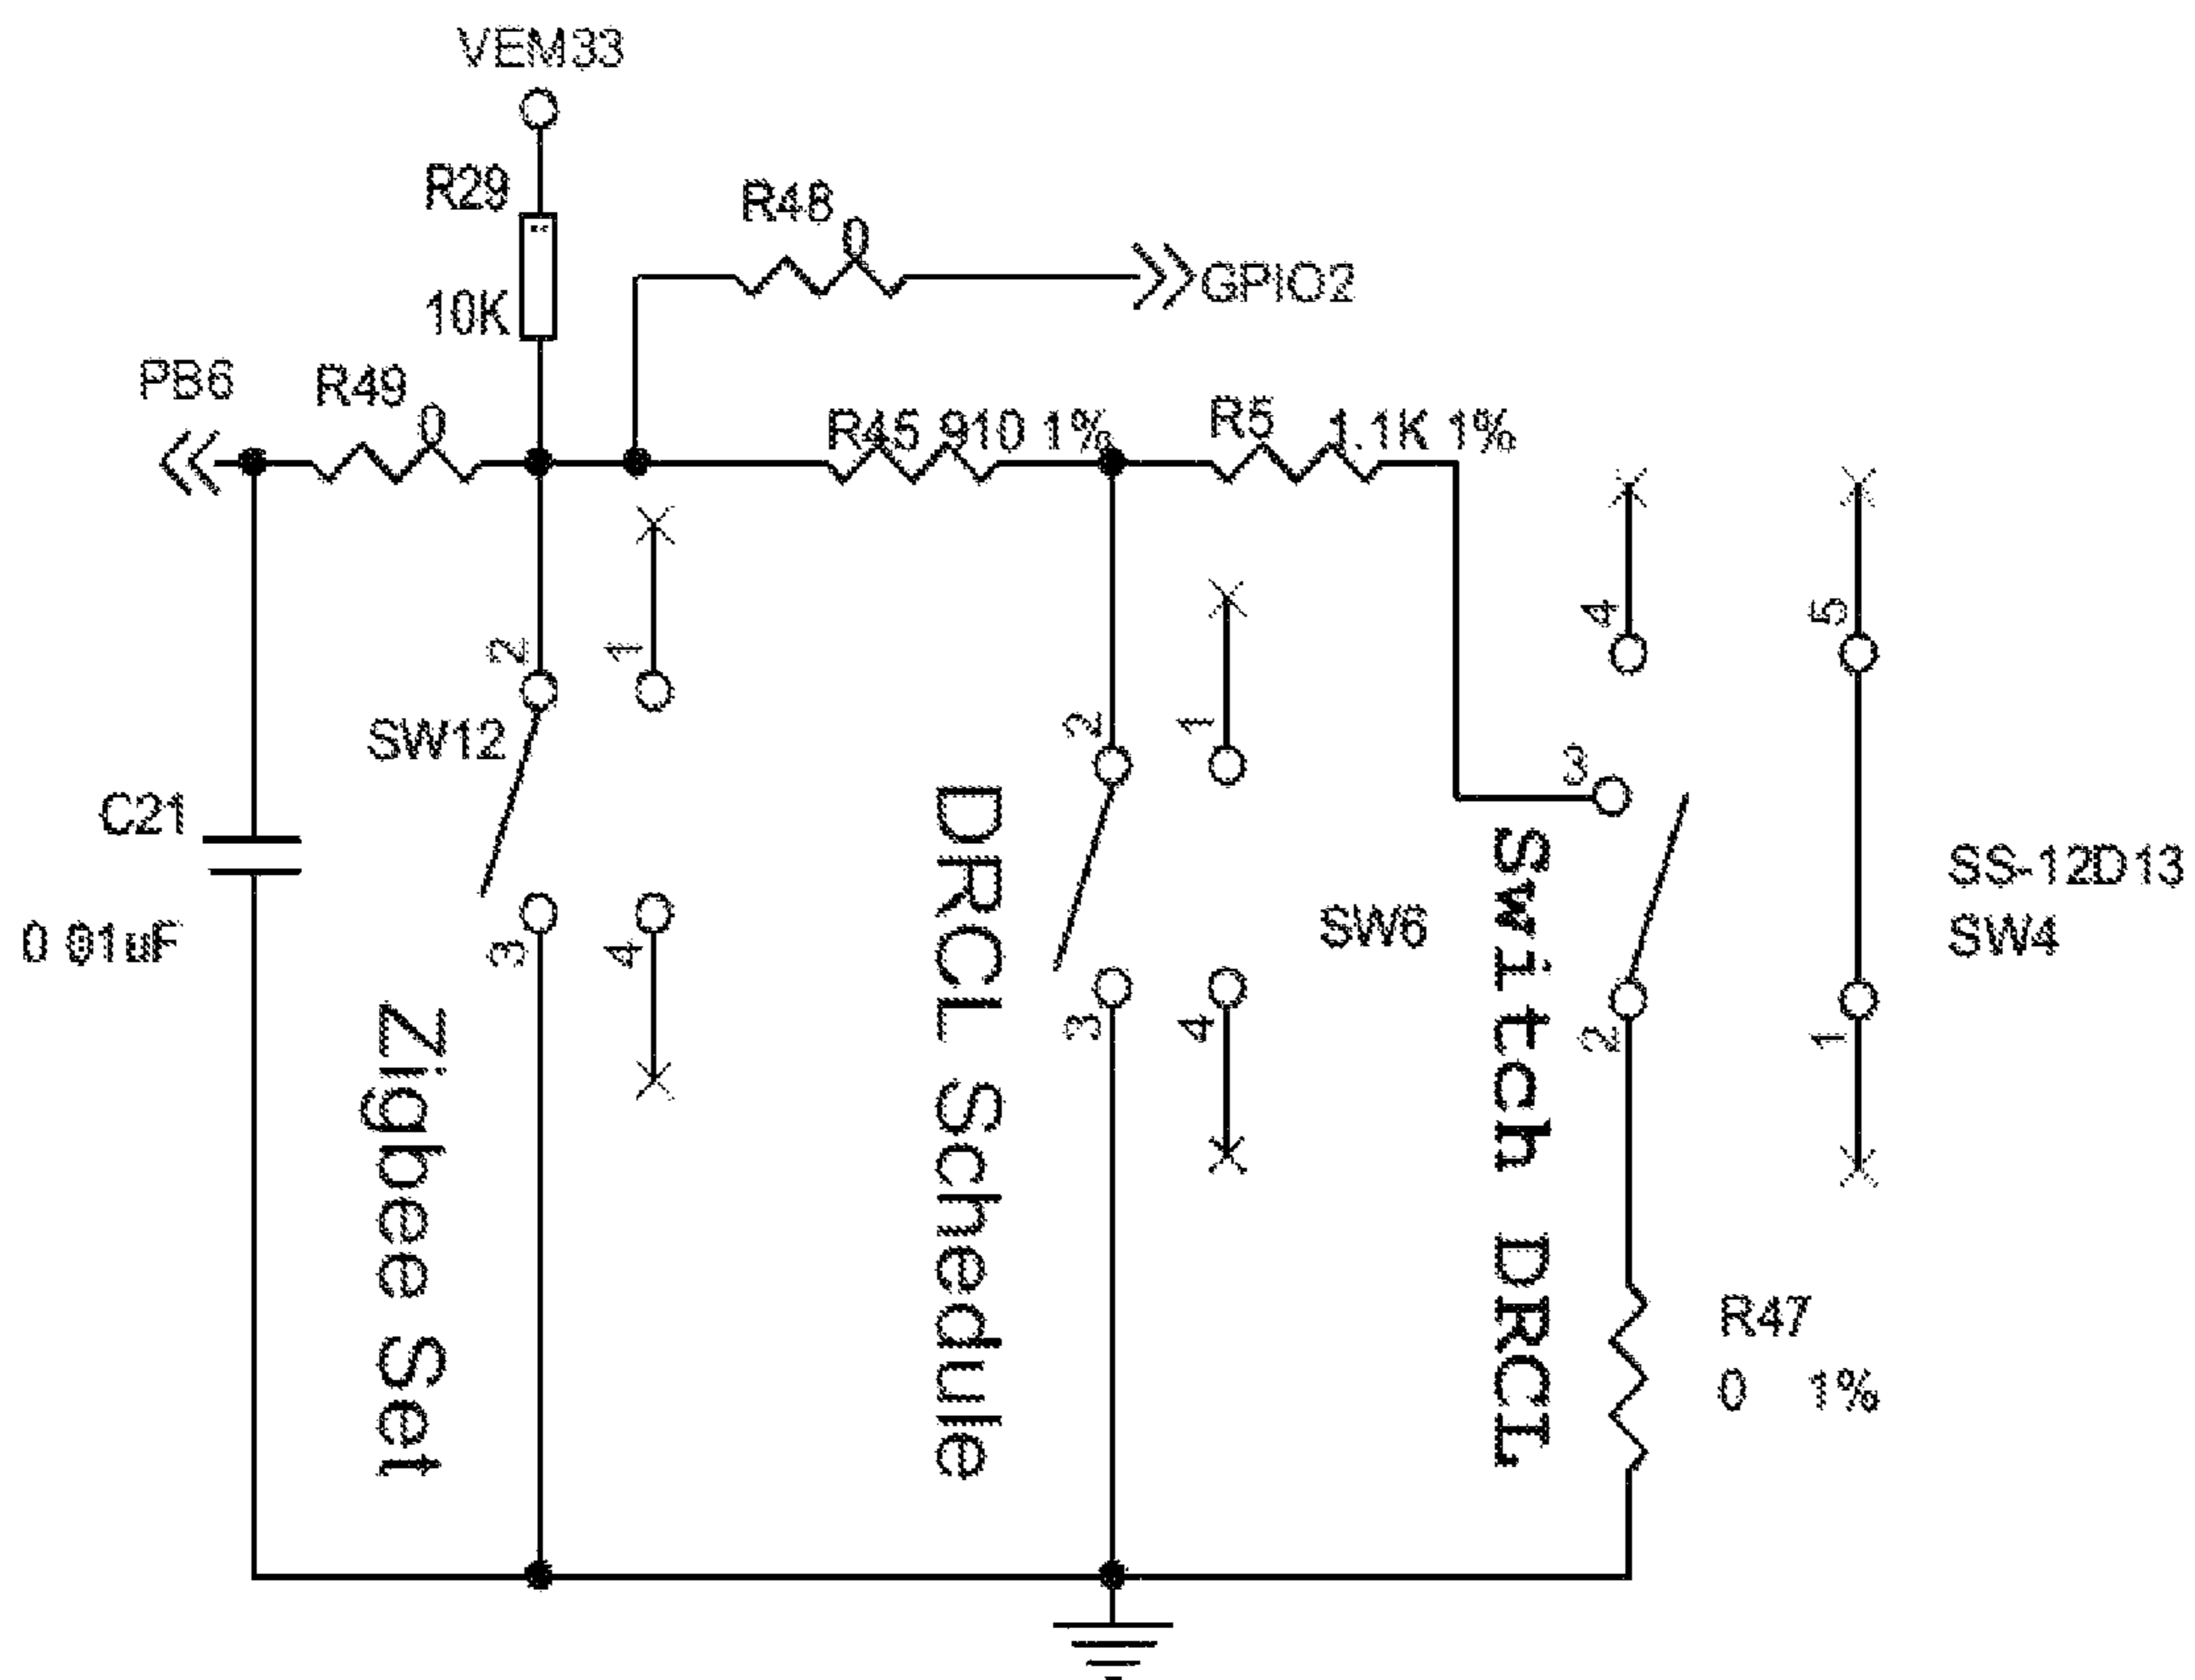 VEM33
R29
10K
R48
0
GPIO2
PB6
R49
0
R45 910 1%
R5
1.1K 1%
2
1
SW12
3
4
C21
0.01uF
Zigbee Set
2
1
3
4
DRCL Schedulle
SW6
Switch DRCL
4
5
3
2
1
SS-12D13
SW4
R47
0 1%